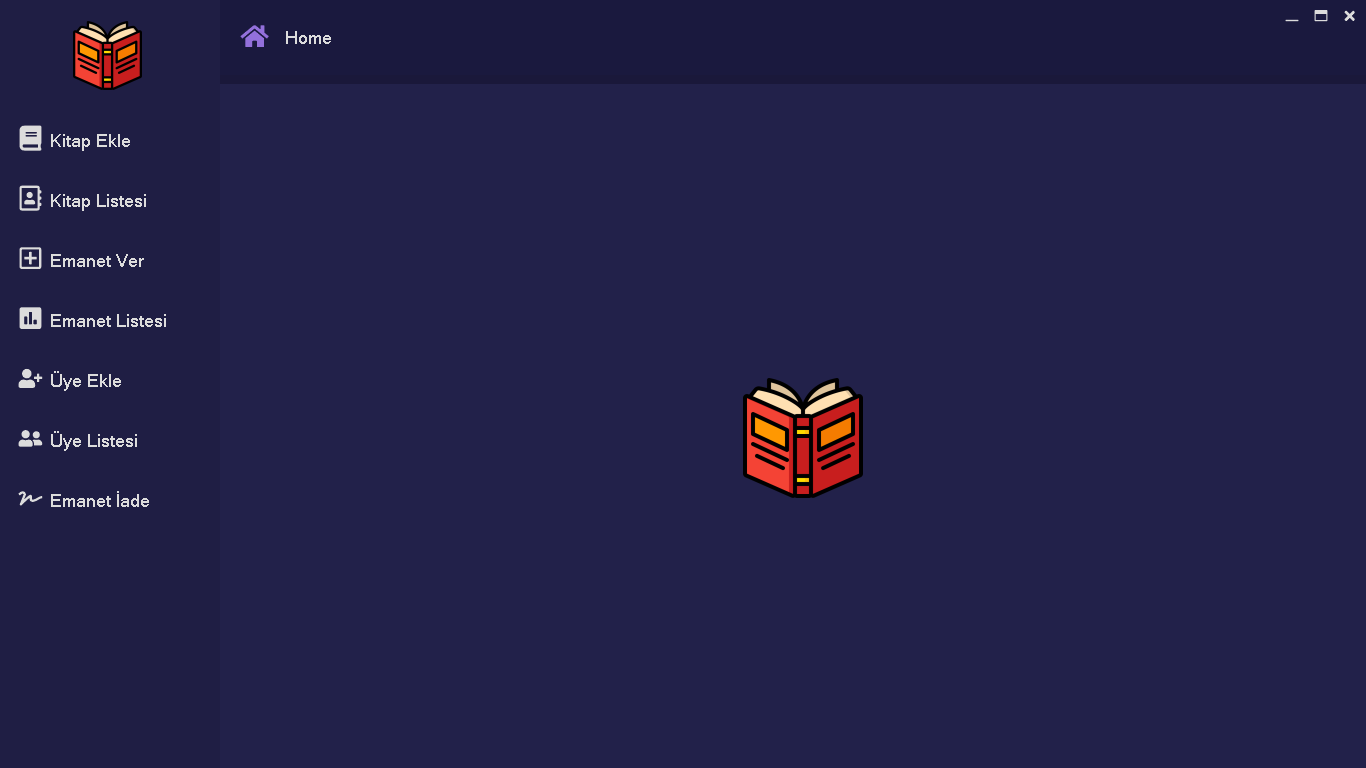 Home
Kitap Ekle
Kitap Listesi
Emanet Ver
Emanet Listesi
Üye Ekle
Üye Listesi
Emanet İade